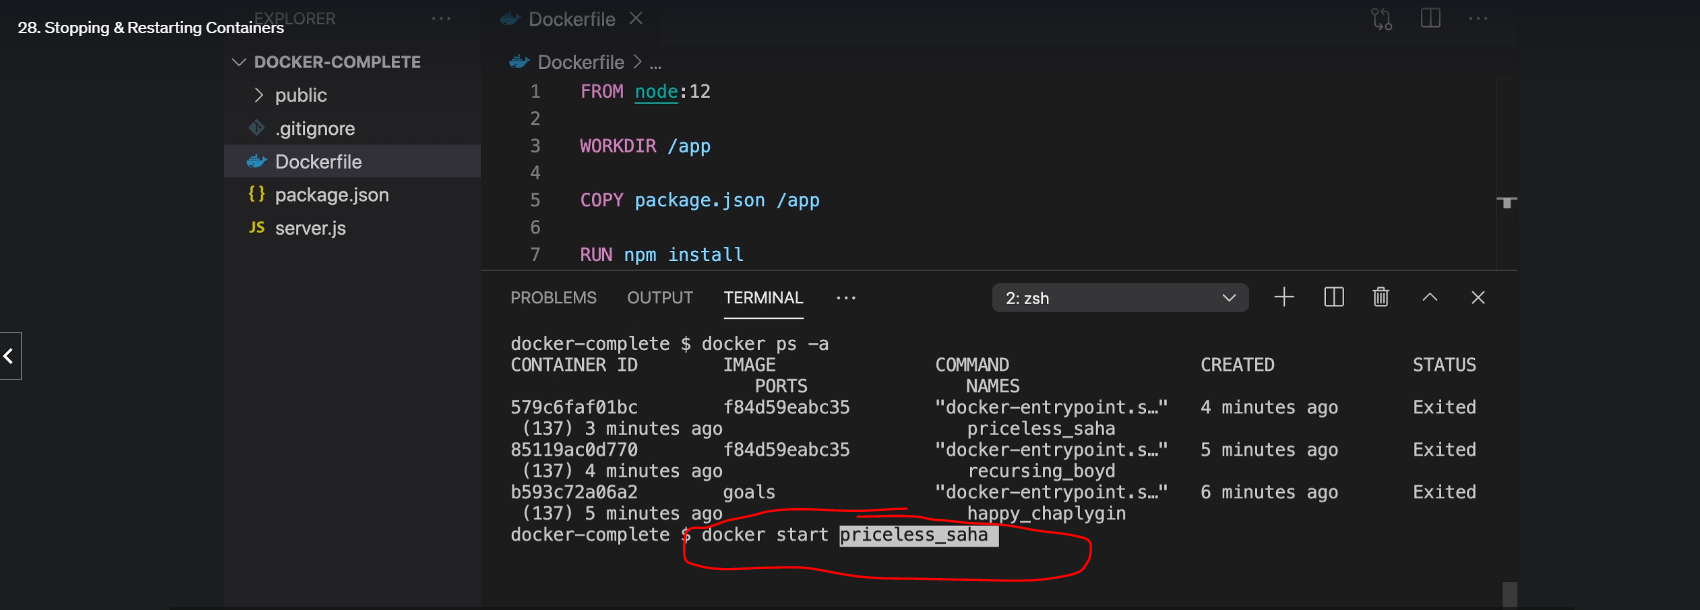 EXPLORER ...
28. Stopping & Restarting Containers
DOCKER-COMPLETE
public
.gitignore
Dockerfile
{} package.json
JS server.js
Dockerfile
Dockerfile > ...
1 FROM node:12
2
3 WORKDIR /app
4
5 COPY package.json /app
6
7 RUN npm install
PROBLEMS OUTPUT TERMINAL ... 2: zsh
docker-complete $ docker ps -a
CONTAINER ID IMAGE COMMAND CREATED STATUS
PORTS NAMES
579c6faf01bc f84d59eabc35 "docker-entrypoint.s…" 4 minutes ago Exited
(137) 3 minutes ago priceless_saha
85119ac0d770 f84d59eabc35 "docker-entrypoint.s…" 5 minutes ago Exited
(137) 4 minutes ago recursing_boyd
b593c72a06a2 goals "docker-entrypoint.s…" 6 minutes ago Exited
(137) 5 minutes ago happy_chaplygin
docker-complete $ docker start priceless_saha